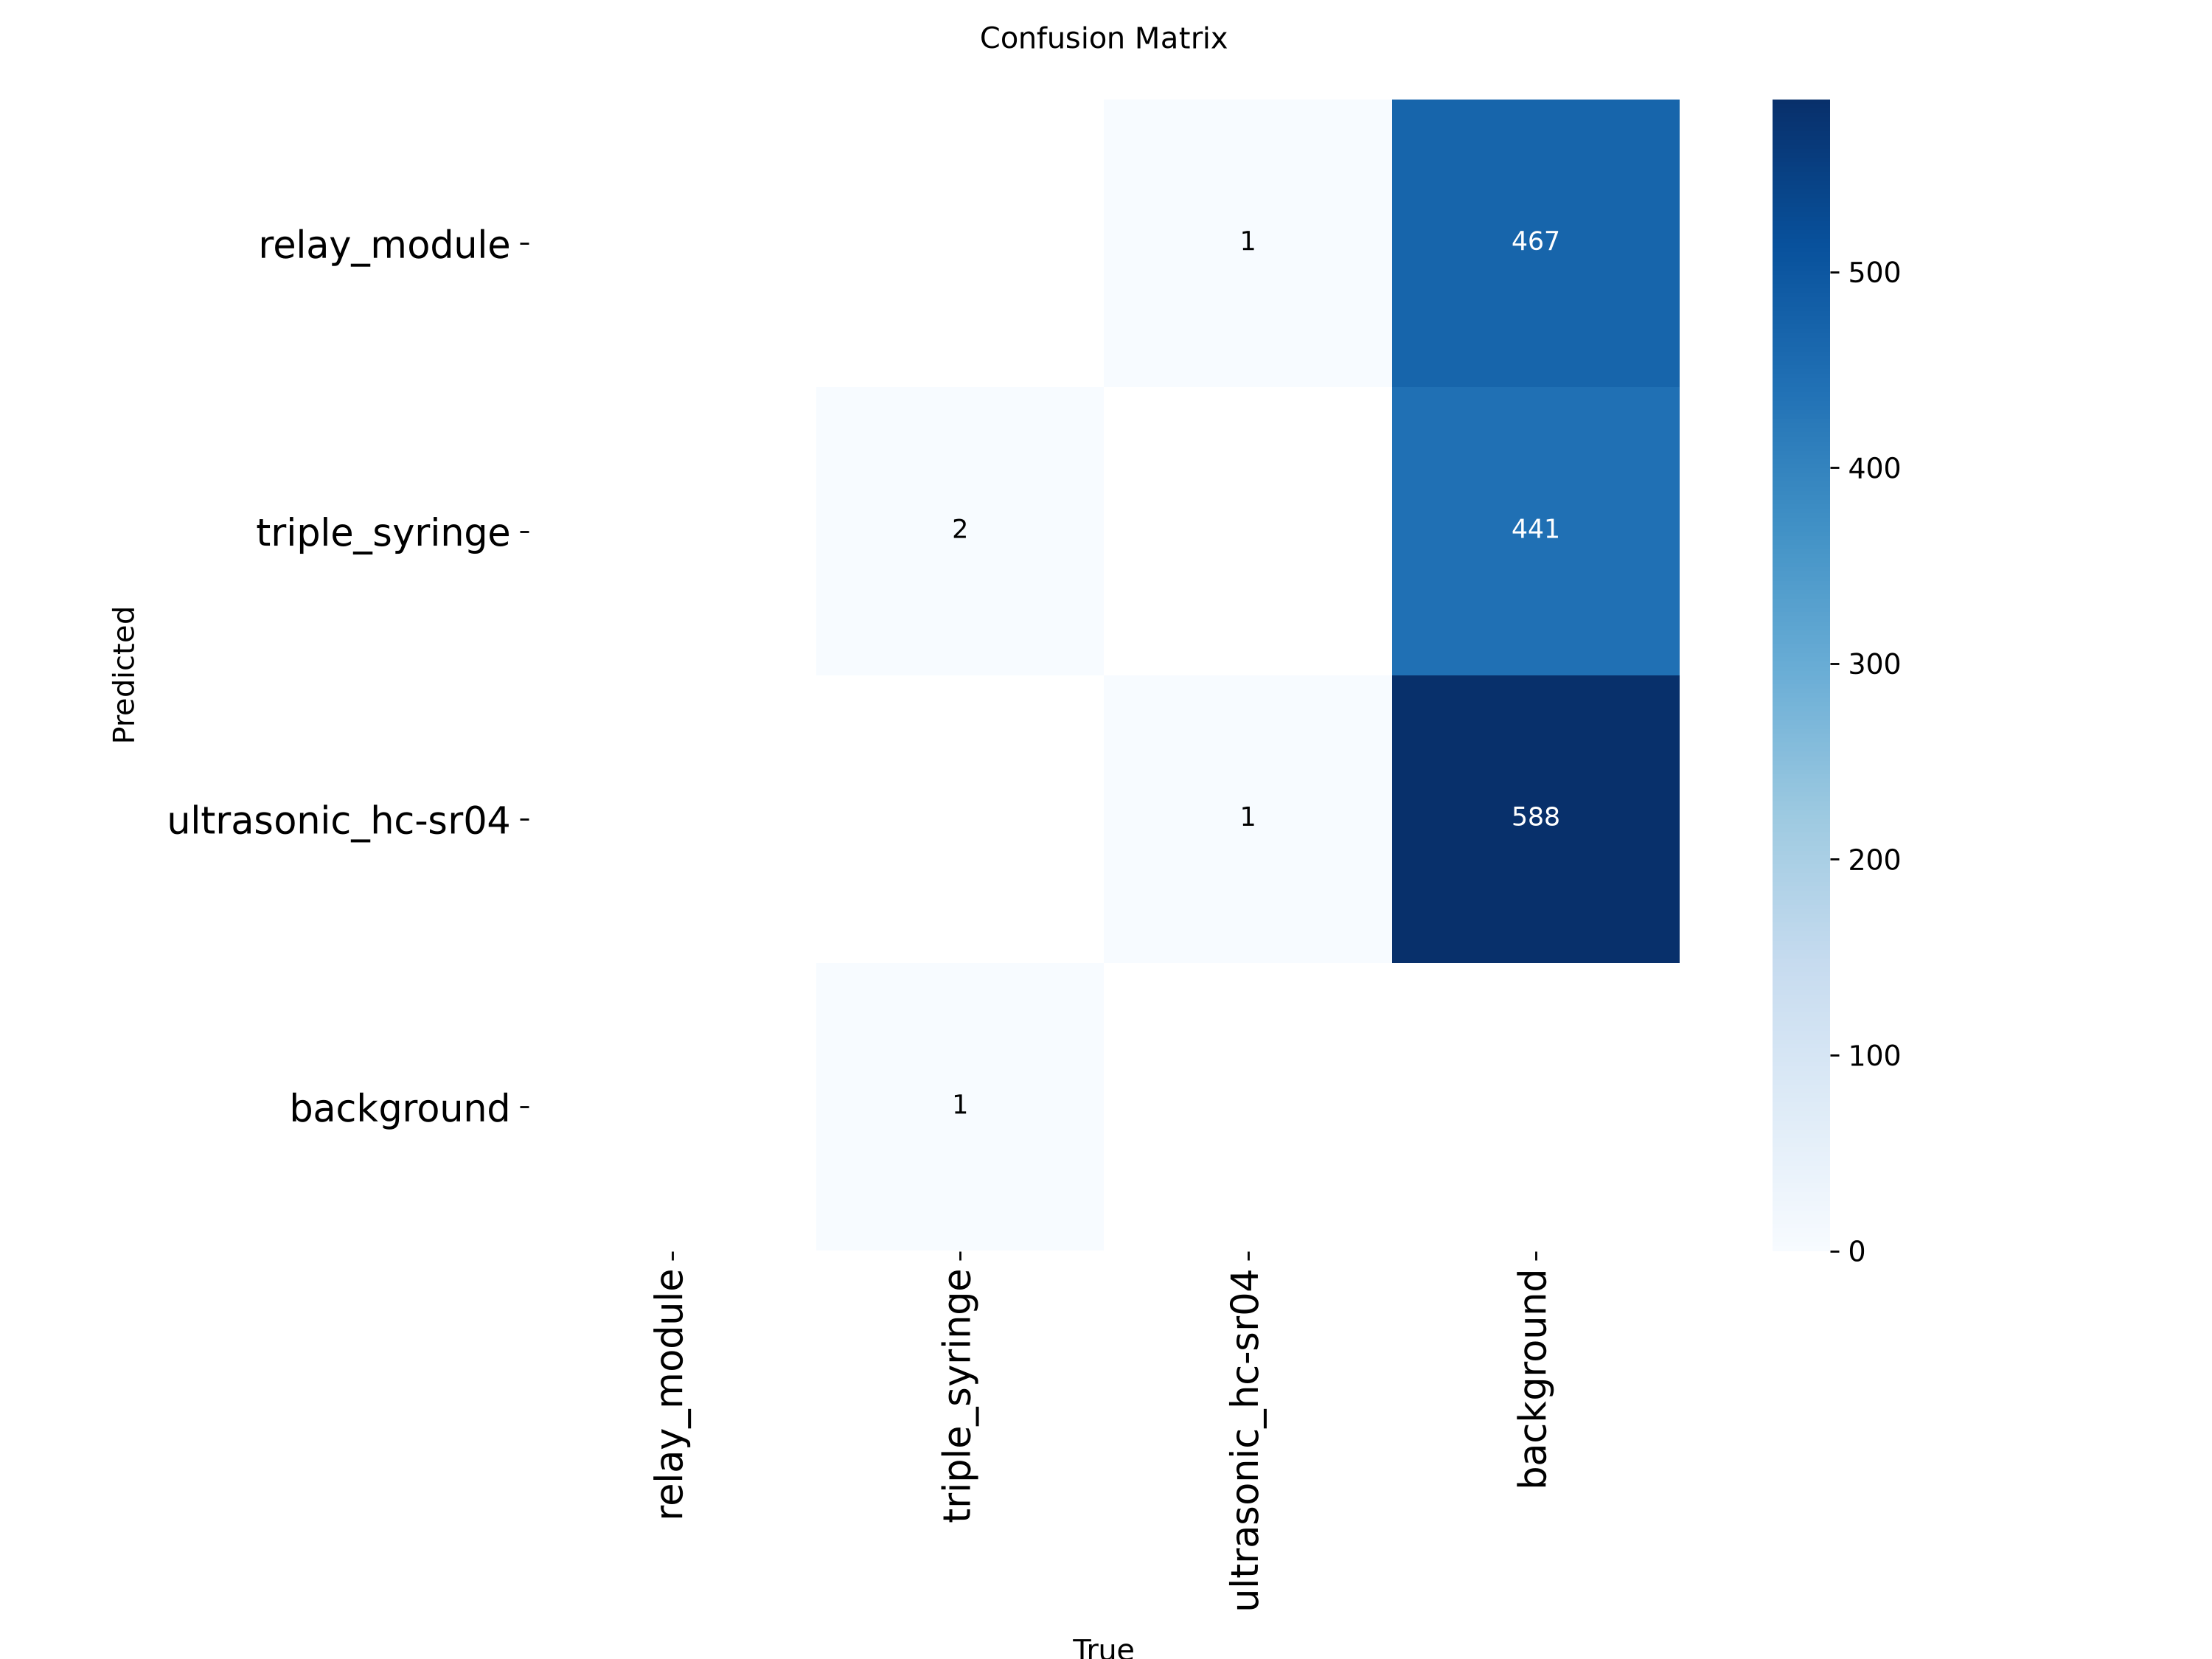 Confusion Matrix
relay_module
1
467
triple_syringe
2
441
ultrasonic_hc-sr04
1
588
background
1
Predicted
relay_module
triple_syringe
ultrasonic_hc-sr04
background
True
500
400
300
200
100
0